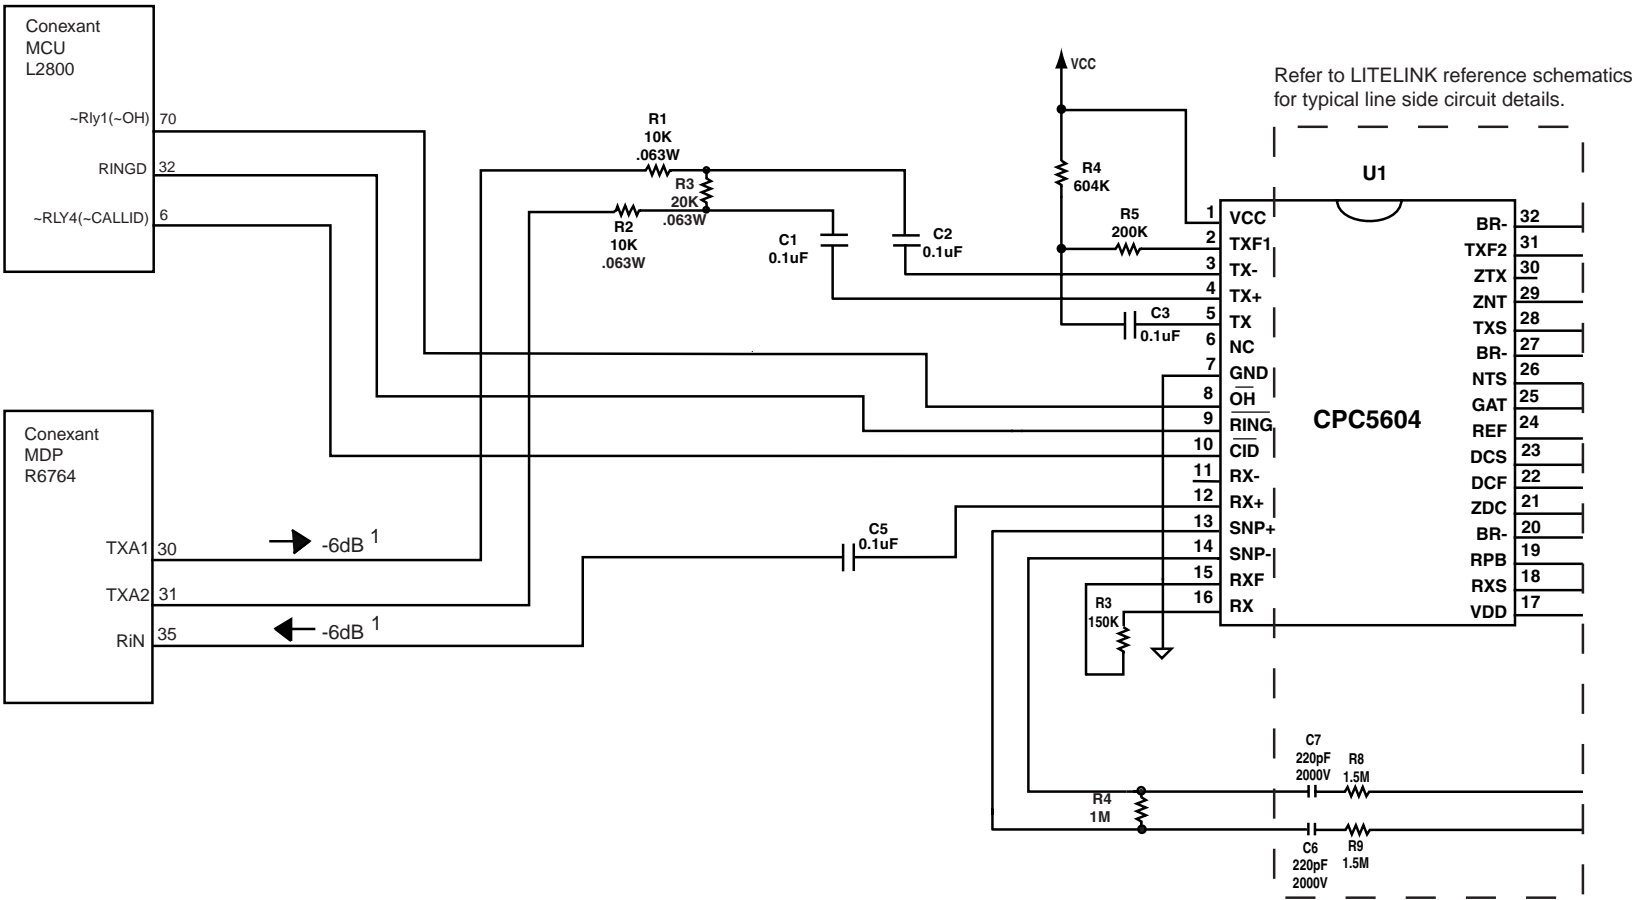 Conexant
MCU
L2800
~Rly1(~OH) 70
RINGD 32
~RLY4(~CALLID) 6
Conexant
MDP
R6764
TXA1 30
TXA2 31
RiN 35
-6dB 1
-6dB 1
R1
10K
.063W
R3
20K
.063W
R2
10K
.063W
C1
0.1uF
C2
0.1uF
VCC
R4
604K
R5
200K
C3
0.1uF
C5
0.1uF
R3
150K
R4
1M
Refer to LITELINK reference schematics
for typical line side circuit details.
U1
CPC5604
1 VCC
2 TXF1
3 TX-
4 TX+
5 TX
6 NC
7 GND
8 OH
9 RING
10 CID
11 RX-
12 RX+
13 SNP+
14 SNP-
15 RXF
16 RX
BR- 32
TXF2 31
ZTX 30
ZNT 29
TXS 28
BR- 27
NTS 26
GAT 25
REF 24
DCS 23
DCF 22
ZDC 21
BR- 20
RPB 19
RXS 18
VDD 17
C7
220pF
2000V
R8
1.5M
C6
220pF
2000V
R9
1.5M